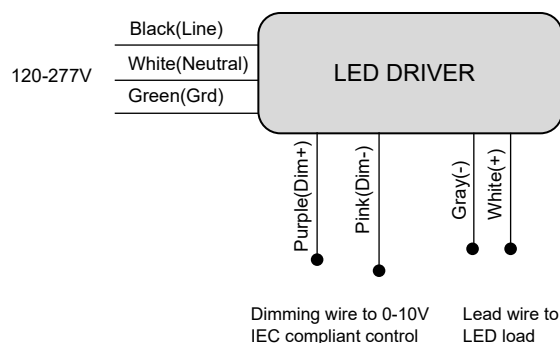 Black(Line)
120-277V
White(Neutral)
Green(Grd)
LED DRIVER
Purple(Dim+)
Pink(Dim-)
Gray(-)
White(+)
Dimming wire to 0-10V
IEC compliant control
Lead wire to
LED load